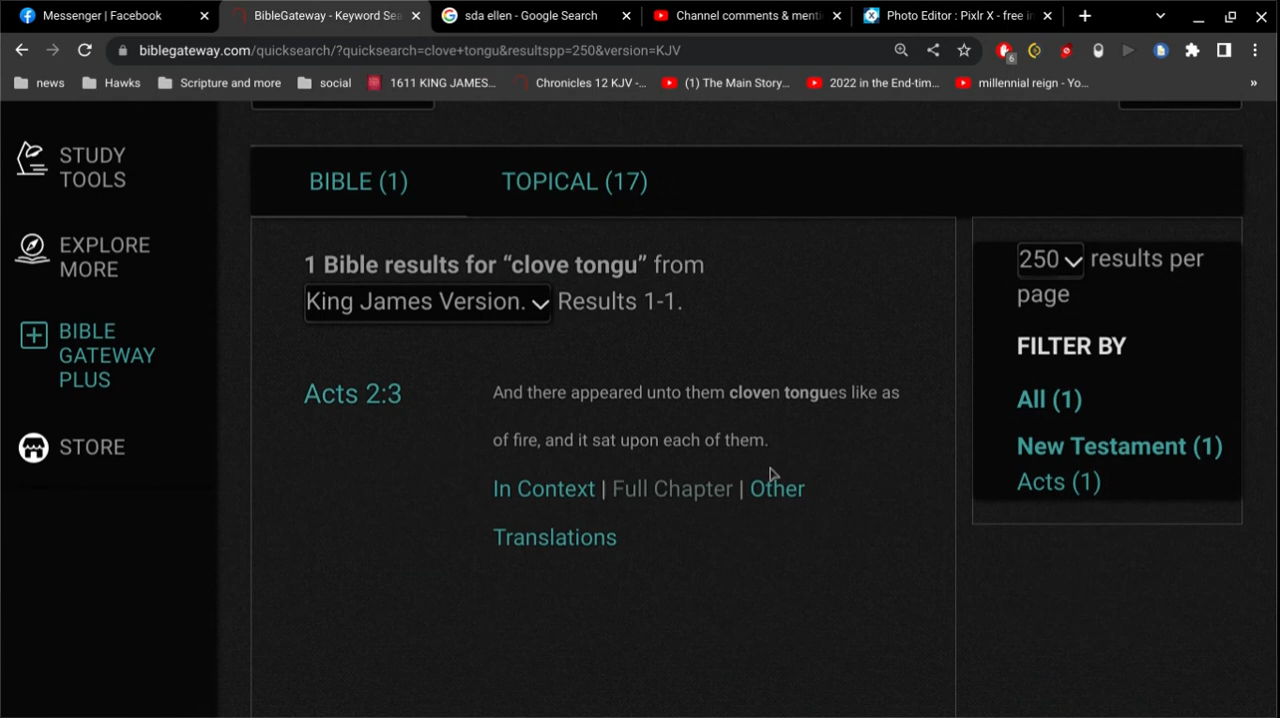 Messenger | Facebook
BibleGateway - Keyword Sea
sda ellen - Google Search
Channel comments & menti
Photo Editor : Pixlr X - free i
biblegateway.com/quicksearch/?quicksearch=clove+tongu&resultspp=250&version=KJV
6
news
Hawks
Scripture and more
social
1611 KING JAMES...
Chronicles 12 KJV -...
(1) The Main Story...
2022 in the End-tim...
millennial reign - Yo...
»
STUDY
TOOLS
EXPLORE
MORE
BIBLE
GATEWAY
PLUS
STORE
BIBLE (1)
TOPICAL (17)
1 Bible results for “clove tongu” from
King James Version. Results 1-1.
Acts 2:3
And there appeared unto them cloven tongues like as
of fire, and it sat upon each of them.
In Context | Full Chapter | Other
Translations
250 results per
page
FILTER BY
All (1)
New Testament (1)
Acts (1)